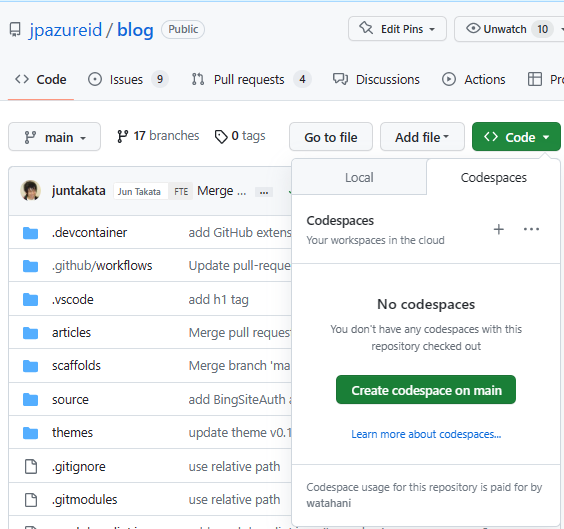 jpazureid / blog Public Edit Pins Unwatch 10
Code Issues 9 Pull requests 4 Discussions Actions
main 17 branches 0 tags Go to file Add file Code
Local Codespaces
juntakata Jun Takata FTE Merge ... ...
Codespaces
Your workspaces in the cloud
.devcontainer add GitHub extens
.github/workflows Update pull-reque
.vscode add h1 tag
No codespaces
articles Merge pull request
You don't have any codespaces with this
repository checked out
scaffolds Merge branch 'ma
source add BingSiteAuth a
Create codespace on main
themes update theme v0.1
Learn more about codespaces...
.gitignore use relative path
.gitmodules use relative path
Codespace usage for this repository is paid for by
watahani